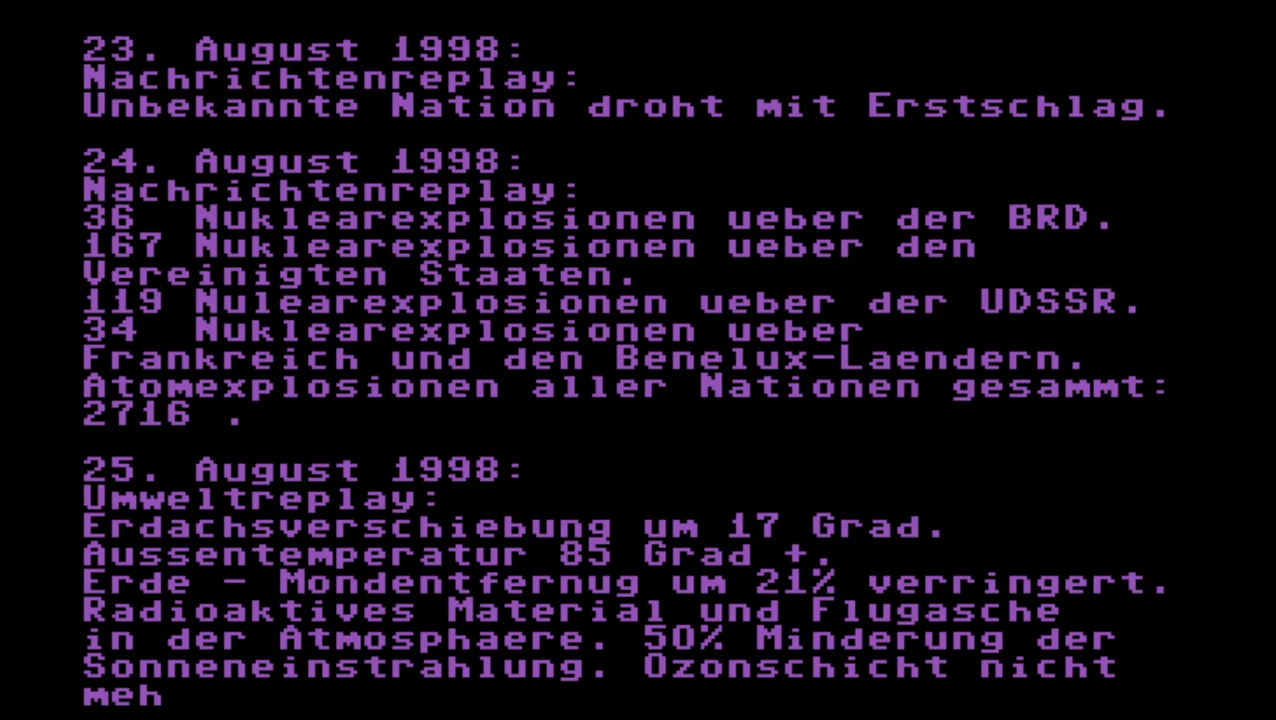 23. August 1998:
Nachrichtenreplay:
Unbekannte Nation droht mit Erstschlag.
24. August 1998:
Nachrichtenreplay:
36  Nuklearexplosionen ueber der BRD.
167 Nuklearexplosionen ueber den
Vereinigten Staaten.
119 Nulearexplosionen ueber der UDSSR.
34  Nuklearexplosionen ueber
Frankreich und den Benelux-Laendern.
Atomexplosionen aller Nationen gesammt:
2716 .
25. August 1998:
Umweltreplay:
Erdachsverschiebung um 17 Grad.
Aussentemperatur 85 Grad +.
Erde - Mondentfernug um 21% verringert.
Radioaktives Material und Flugasche
in der Atmosphaere. 50% Minderung der
Sonneneinstrahlung. Ozonschicht nicht
meh